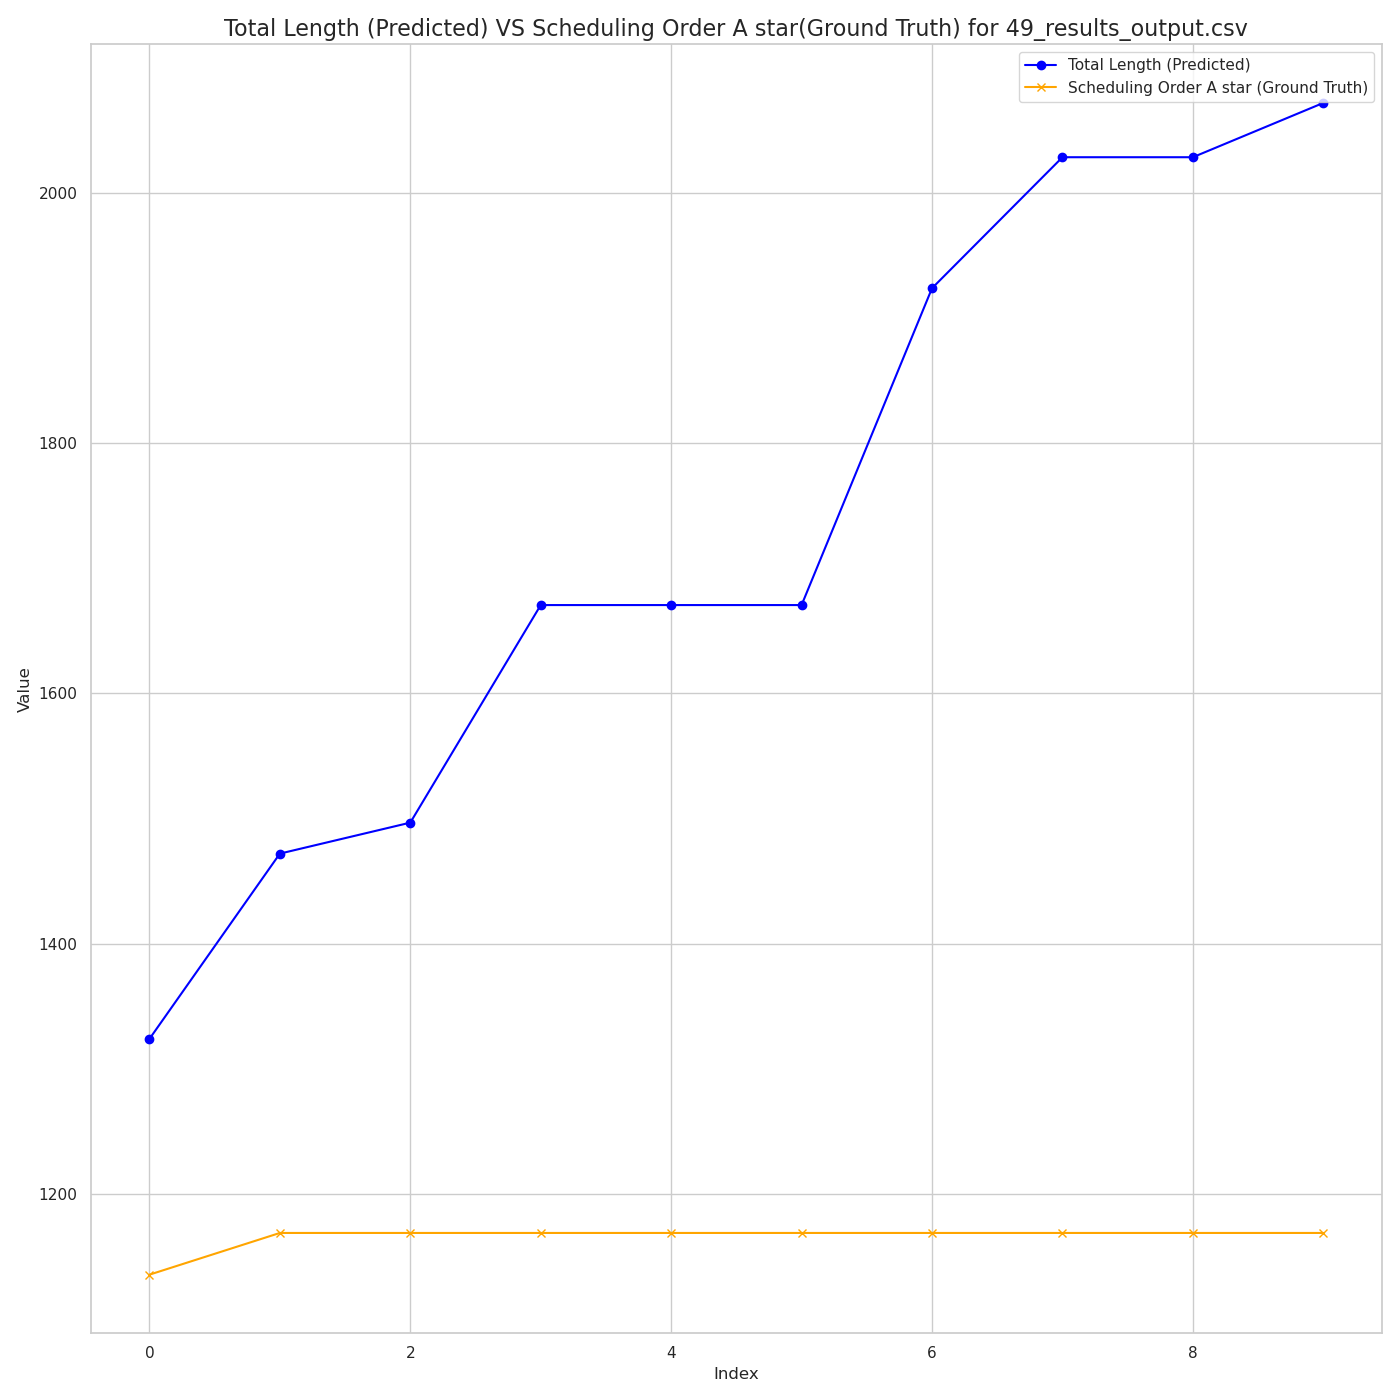 Total Length (Predicted) VS Scheduling Order A star(Ground Truth) for 49_results_output.csv
Total Length (Predicted)
Scheduling Order A star (Ground Truth)
2000
1800
1600
1400
1200
Value
0 2 4 6 8
Index